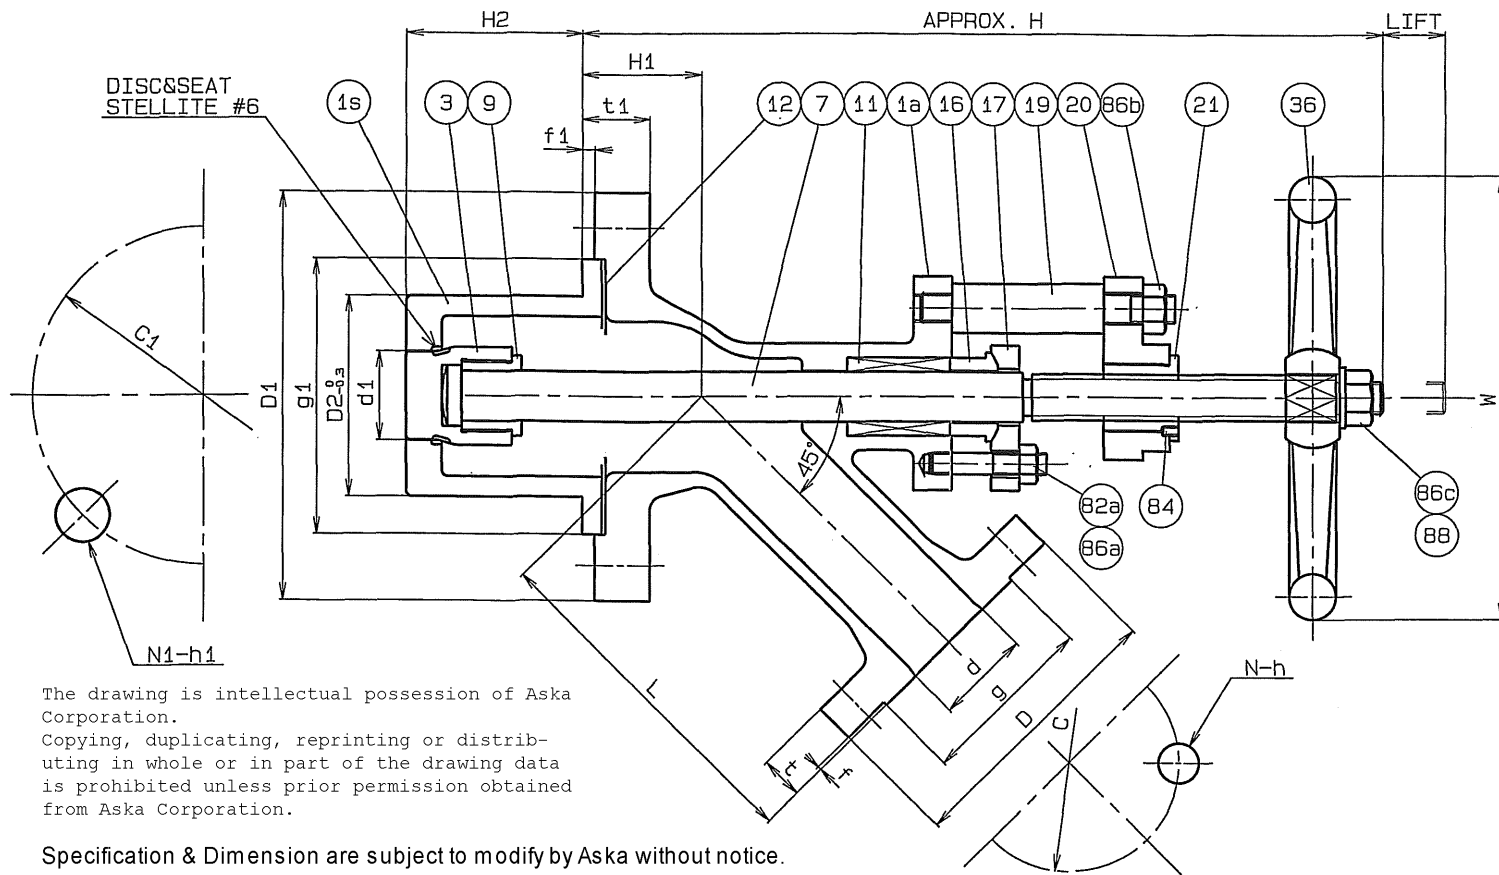 H2
APPROX. H
LIFT
H1
DISC&SEAT
STELLITE #6
1s
3
9
t1
f1
12
7
11
1a
16
17
19
20
86b
21
36
C1
D1
g1
D2 0 -0.3
d1
45°
W
82a
86a
84
86c
88
N1-h1
L
d
g
D
C
t
f
N-h
The drawing is intellectual possession of Aska
Corporation.
Copying, duplicating, reprinting or distrib-
uting in whole or in part of the drawing data
is prohibited unless prior permission obtained
from Aska Corporation.
Specification & Dimension are subject to modify by Aska without notice.